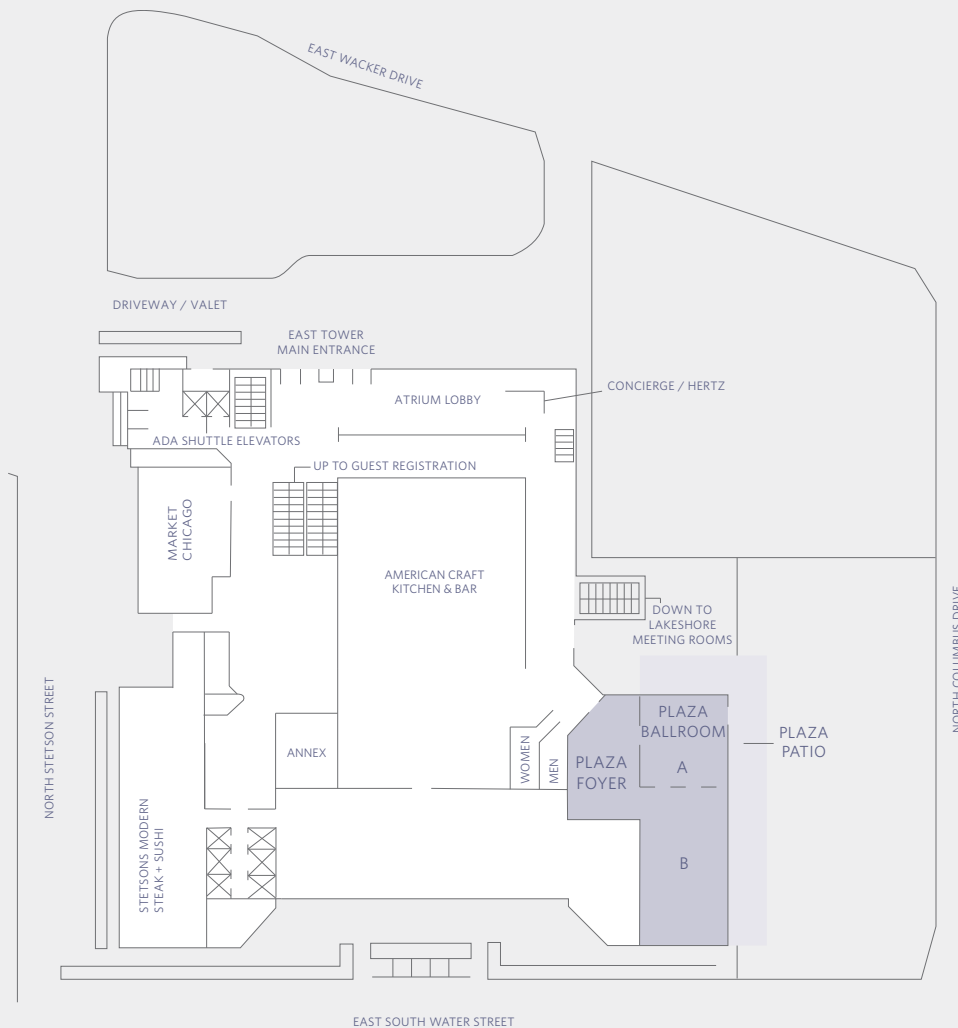 EAST WACKER DRIVE
DRIVEWAY / VALET
EAST TOWER
MAIN ENTRANCE
CONCIERGE / HERTZ
ATRIUM LOBBY
ADA SHUTTLE ELEVATORS
UP TO GUEST REGISTRATION
MARKET
CHICAGO
AMERICAN CRAFT
KITCHEN & BAR
DOWN TO
LAKESHORE
MEETING ROOMS
NORTH COLUMBUS DRIVE
NORTH STETSON STREET
PLAZA
BALLROOM
A
PLAZA
PATIO
ANNEX
WOMEN
MEN
PLAZA
FOYER
STETSONS MODERN
STEAK + SUSHI
B
EAST SOUTH WATER STREET